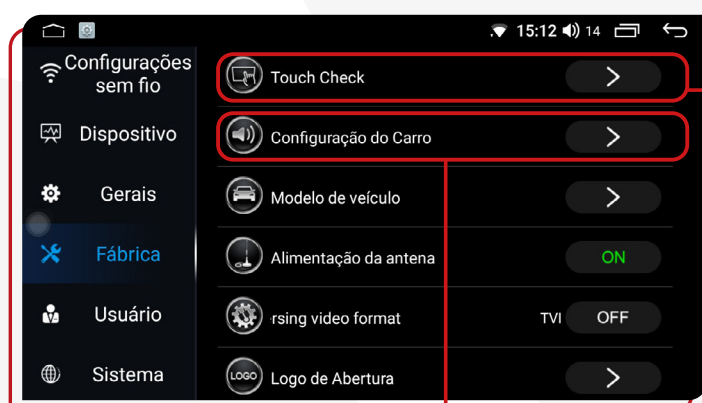 15:12 14
Configurações
sem fio
Dispositivo
Gerais
Fábrica
Usuário
Sistema
Touch Check
Configuração do Carro
Modelo de veículo
Alimentação da antena
ON
rsing video format
TVI
OFF
LOGO
Logo de Abertura